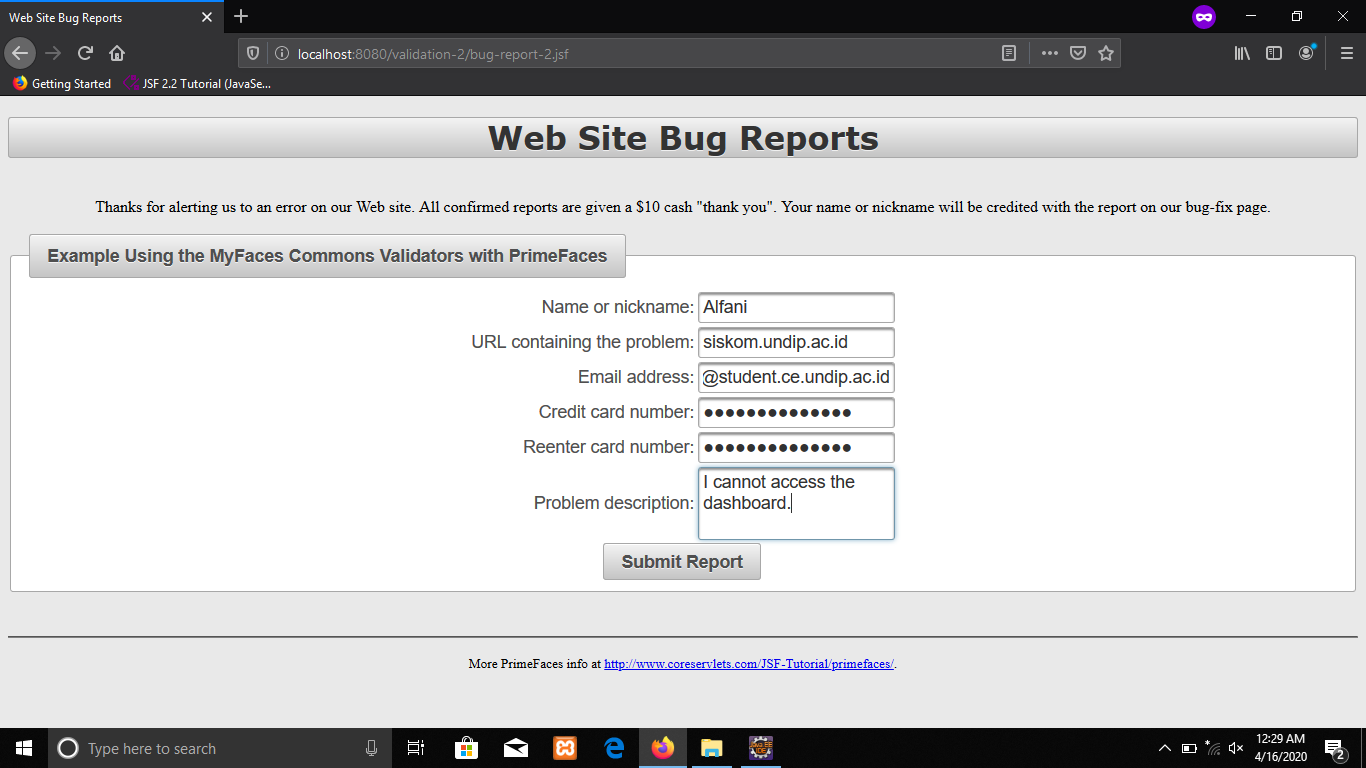 Web Site Bug Reports
localhost:8080/validation-2/bug-report-2.jsf
Getting Started
JSF 2.2 Tutorial (JavaSe...
Web Site Bug Reports
Thanks for alerting us to an error on our Web site. All confirmed reports are given a $10 cash "thank you". Your name or nickname will be credited with the report on our bug-fix page.
Example Using the MyFaces Commons Validators with PrimeFaces
Name or nickname: Alfani
URL containing the problem: siskom.undip.ac.id
Email address: @student.ce.undip.ac.id
Credit card number: ●●●●●●●●●●●●●●
Reenter card number: ●●●●●●●●●●●●●●
Problem description: I cannot access the
dashboard.
Submit Report
More PrimeFaces info at http://www.coreservlets.com/JSF-Tutorial/primefaces/.
Type here to search
12:29 AM
4/16/2020
2